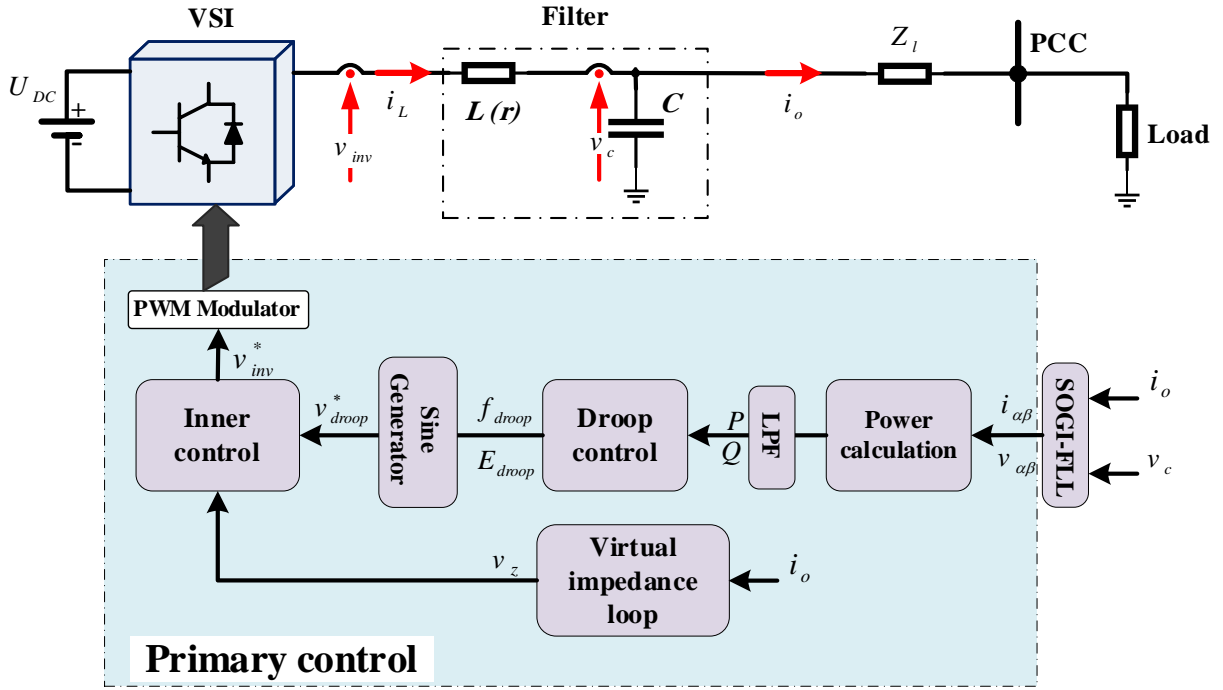 VSI
Filter
U_DC
+
-
i_L
v_inv
L(r)
v_c
C
i_o
Z_l
PCC
Load
PWM Modulator
v*_inv
Inner
control
v*_droop
Sine
Generator
f_droop
E_droop
Droop
control
P
Q
LPF
Power
calculation
i_αβ
v_αβ
SOGI-FLL
i_o
v_c
v_z
Virtual
impedance
loop
i_o
Primary control